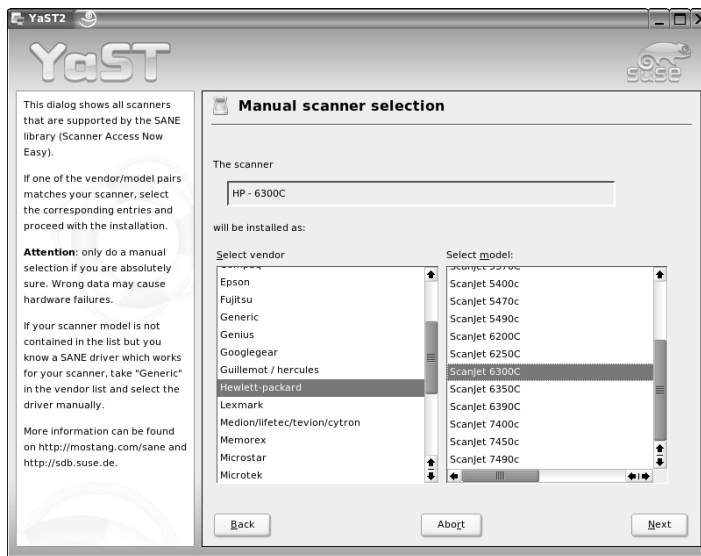 YaST2
YaST
suse
This dialog shows all scanners
that are supported by the SANE
library (Scanner Access Now
Easy).
If one of the vendor/model pairs
matches your scanner, select
the corresponding entries and
proceed with the installation.
Attention: only do a manual
selection if you are absolutely
sure. Wrong data may cause
hardware failures.
If your scanner model is not
contained in the list but you
know a SANE driver which works
for your scanner, take "Generic"
in the vendor list and select the
driver manually.
More information can be found
on http://mostang.com/sane and
http://sdb.suse.de.
Manual scanner selection
The scanner
HP - 6300C
will be installed as:
Select vendor
Epson
Fujitsu
Generic
Genius
Googlegear
Guillemot / hercules
Hewlett-packard
Lexmark
Medion/lifetec/tevion/cytron
Memorex
Microstar
Microtek
Select model:
ScanJet 5370C
ScanJet 5400c
ScanJet 5470c
ScanJet 5490c
ScanJet 6200C
ScanJet 6250C
ScanJet 6300C
ScanJet 6350C
ScanJet 6390C
ScanJet 7400c
ScanJet 7450c
ScanJet 7490c
Back
Abort
Next